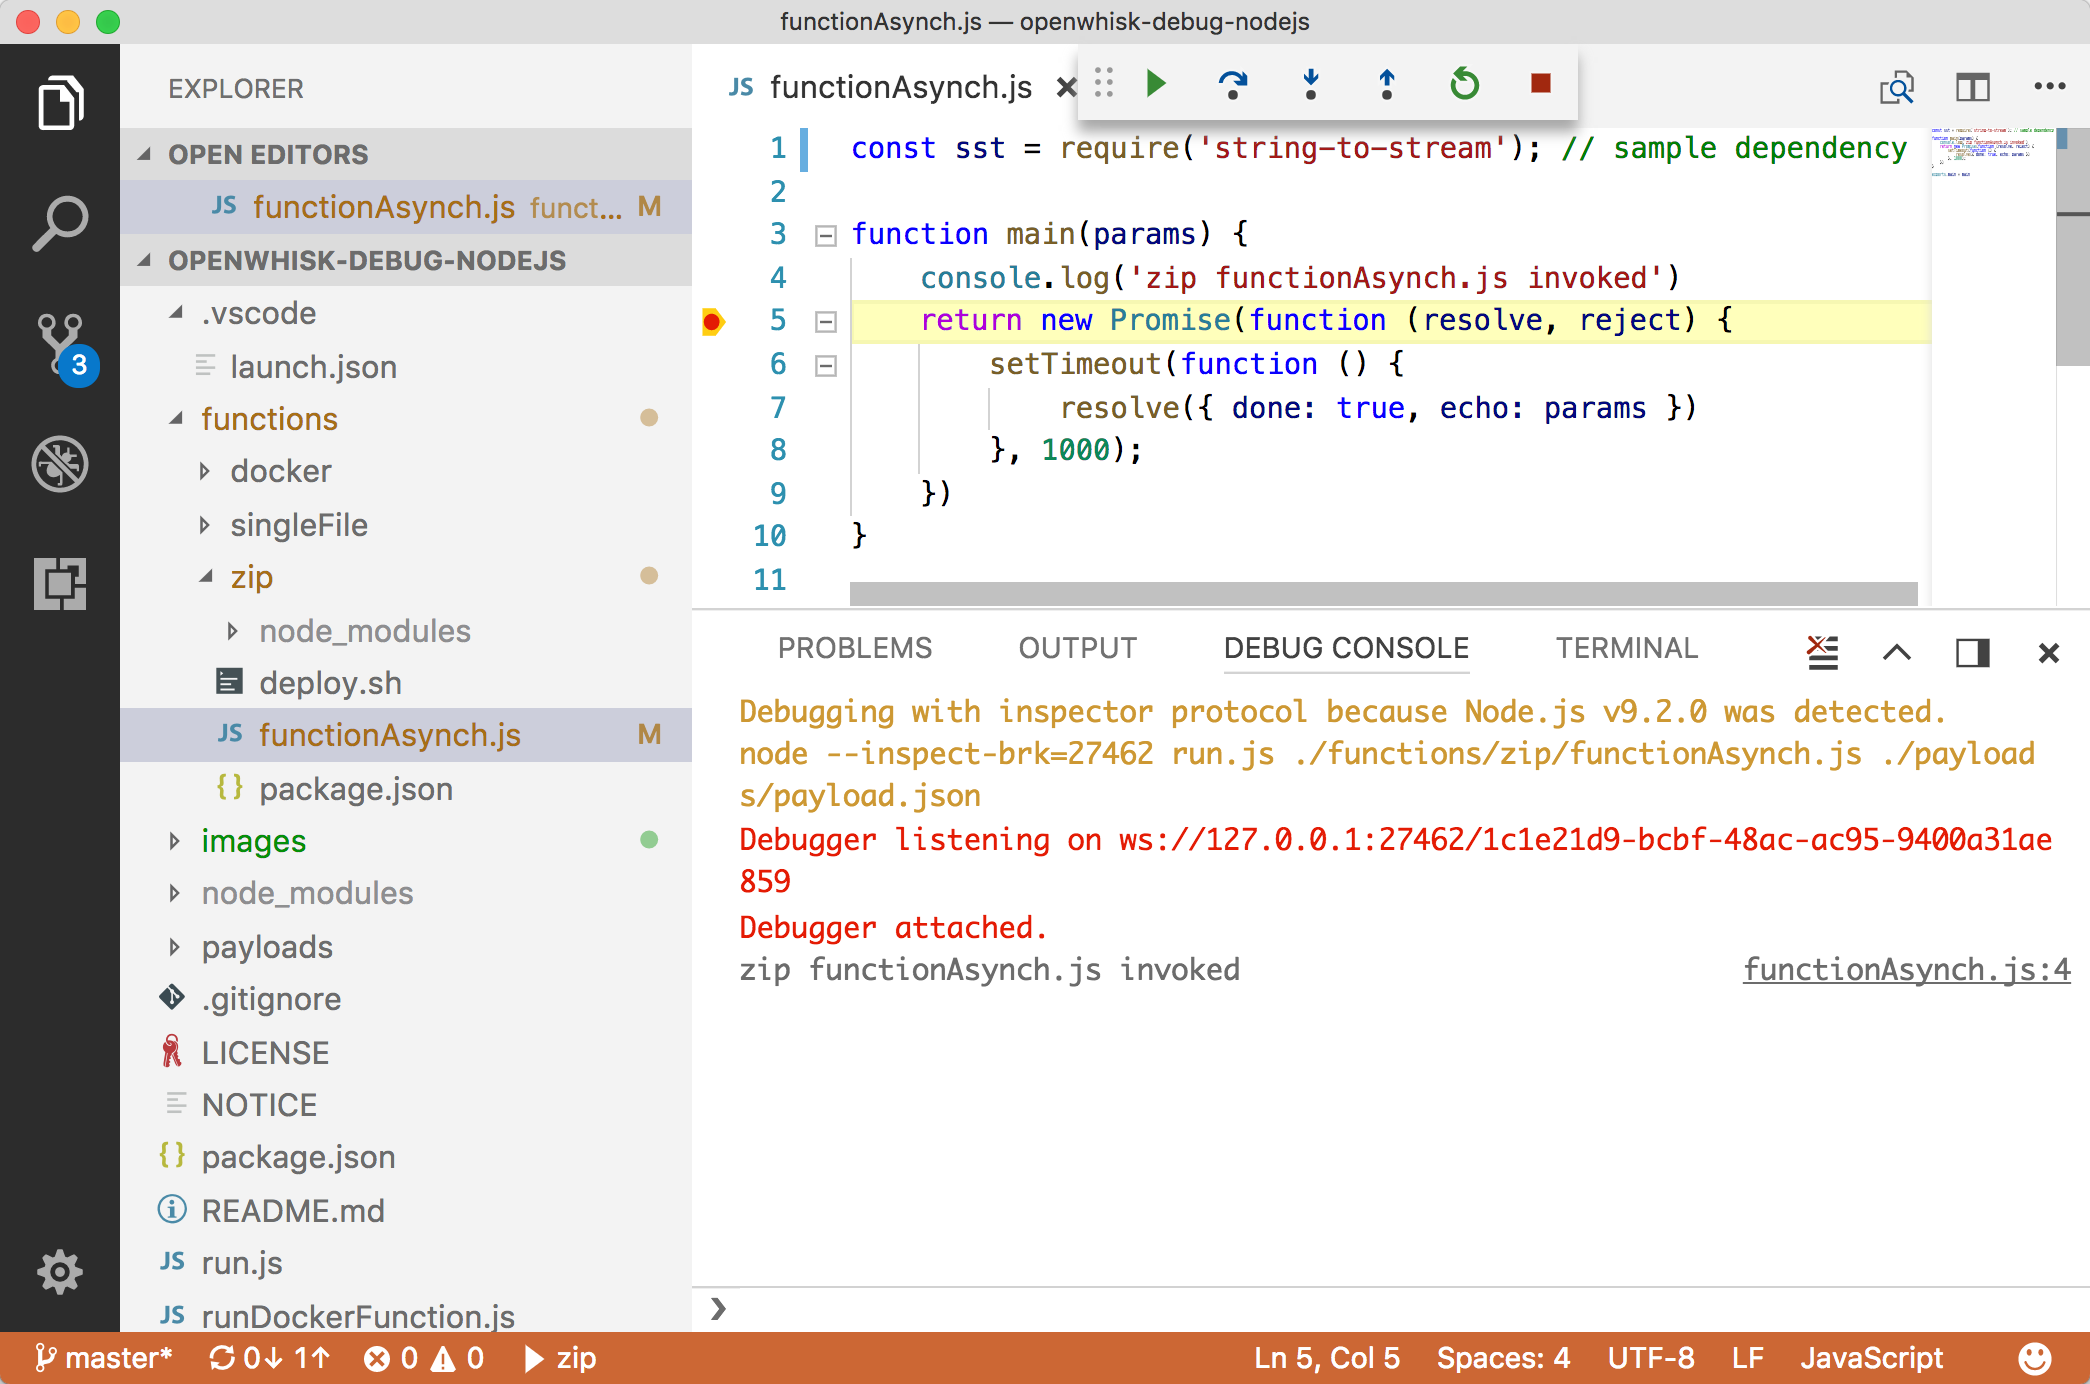 functionAsynch.js — openwhisk-debug-nodejs
EXPLORER
OPEN EDITORS
JS functionAsynch.js funct... M
OPENWHISK-DEBUG-NODEJS
.vscode
launch.json
functions
docker
singleFile
zip
node_modules
deploy.sh
JS functionAsynch.js M
{} package.json
images
node_modules
payloads
.gitignore
LICENSE
NOTICE
{} package.json
README.md
JS run.js
JS runDockerFunction.js
3
JS functionAsynch.js
1 const sst = require('string-to-stream'); // sample dependency
2
3 function main(params) {
4 console.log('zip functionAsynch.js invoked')
5 return new Promise(function (resolve, reject) {
6 setTimeout(function () {
7 resolve({ done: true, echo: params })
8 }, 1000);
9 })
10 }
11
PROBLEMS OUTPUT DEBUG CONSOLE TERMINAL
Debugging with inspector protocol because Node.js v9.2.0 was detected.
node --inspect-brk=27462 run.js ./functions/zip/functionAsynch.js ./payload
s/payload.json
Debugger listening on ws://127.0.0.1:27462/1c1e21d9-bcbf-48ac-ac95-9400a31ae
859
Debugger attached.
zip functionAsynch.js invoked functionAsynch.js:4
master* 0↓ 1↑ 0 0 zip Ln 5, Col 5 Spaces: 4 UTF-8 LF JavaScript